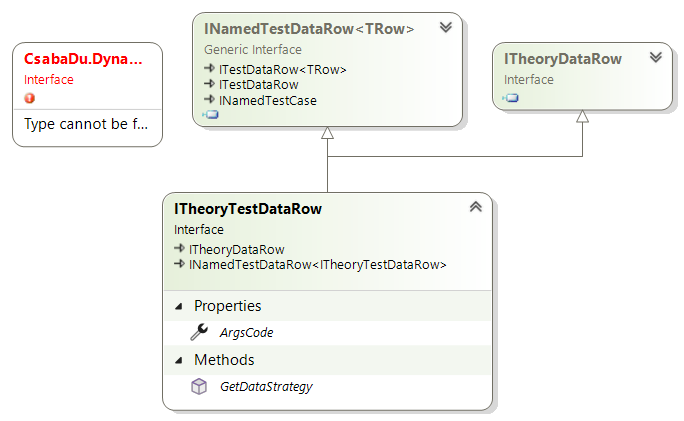 CsabaDu.Dyna...
Interface
Type cannot be f...
INamedTestDataRow<TRow>
Generic Interface
ITestDataRow<TRow>
ITestDataRow
INamedTestCase
ITheoryDataRow
Interface
ITheoryTestDataRow
Interface
ITheoryDataRow
INamedTestDataRow<ITheoryTestDataRow>
Properties
ArgsCode
Methods
GetDataStrategy